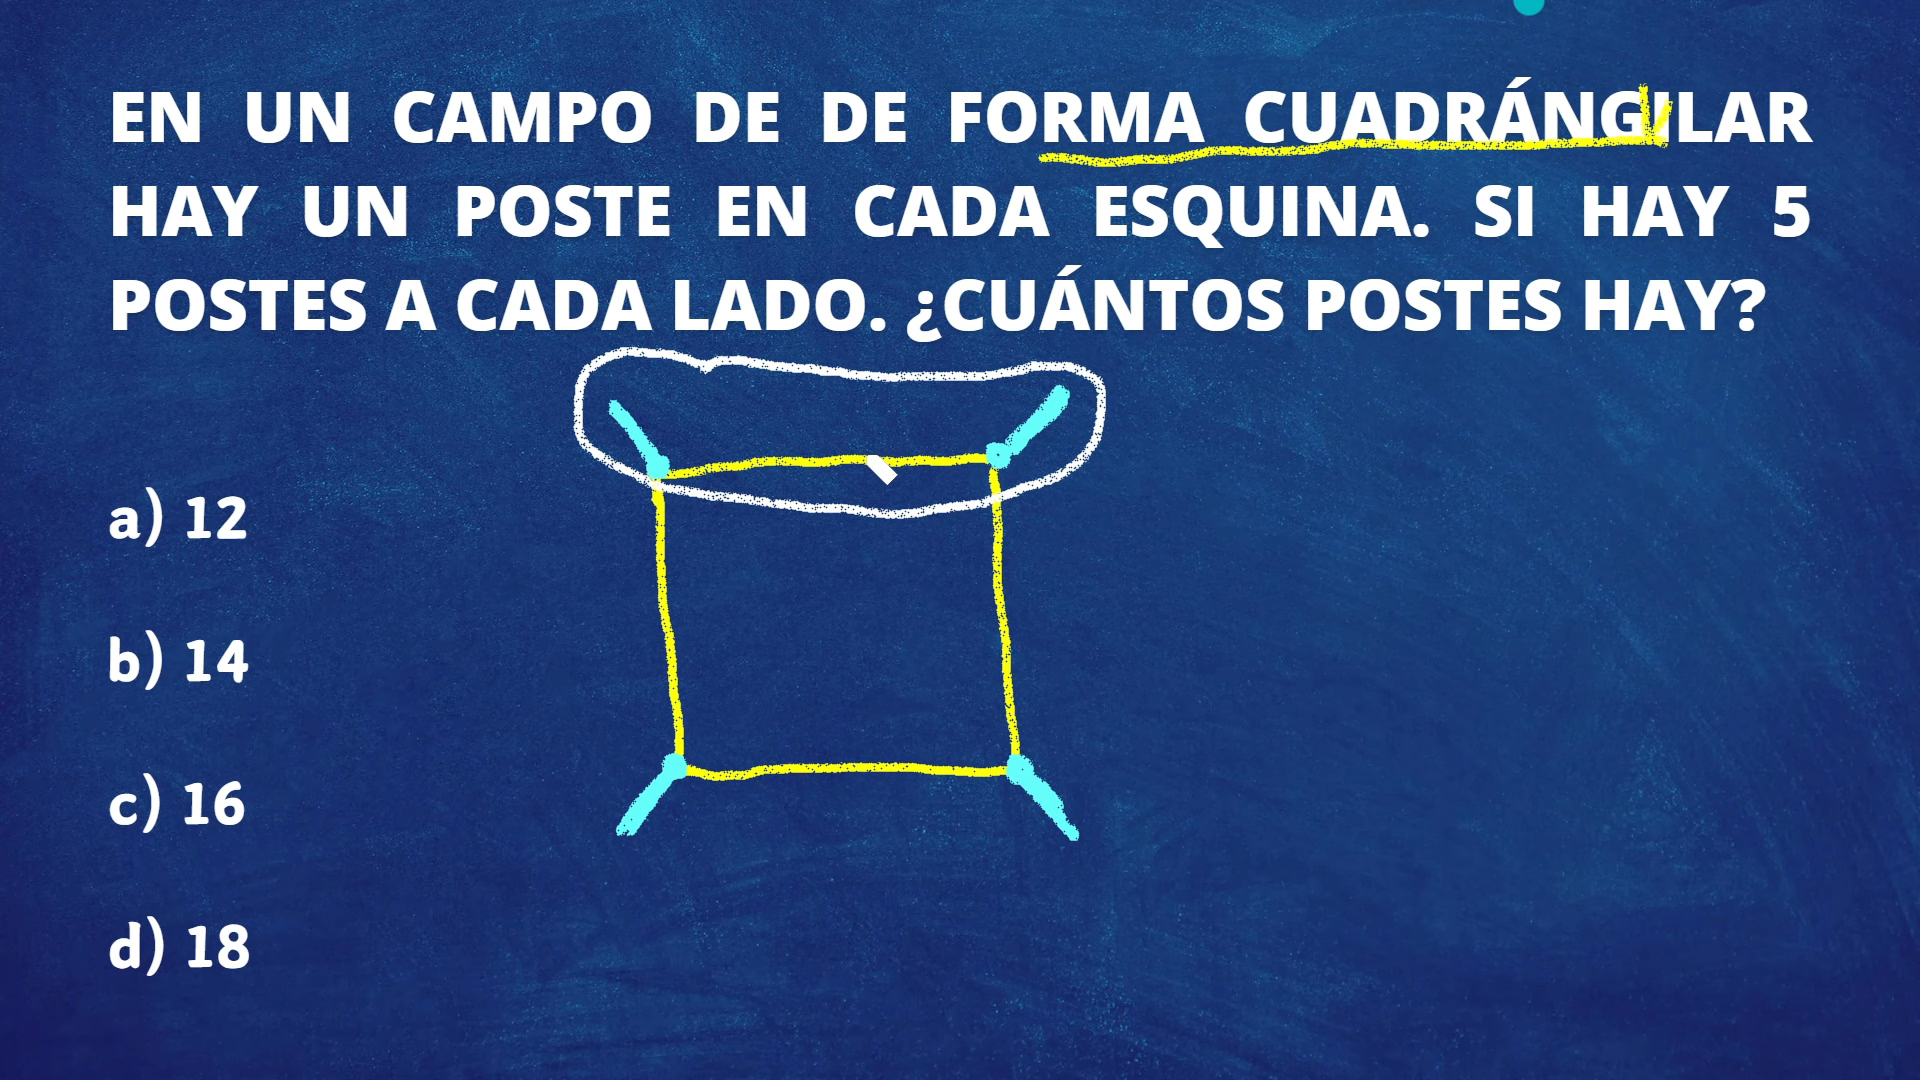 EN UN CAMPO DE DE FORMA CUADRÁNGILAR
HAY UN POSTE EN CADA ESQUINA. SI HAY 5
POSTES A CADA LADO. ¿CUÁNTOS POSTES HAY?
a) 12
b) 14
c) 16
d) 18